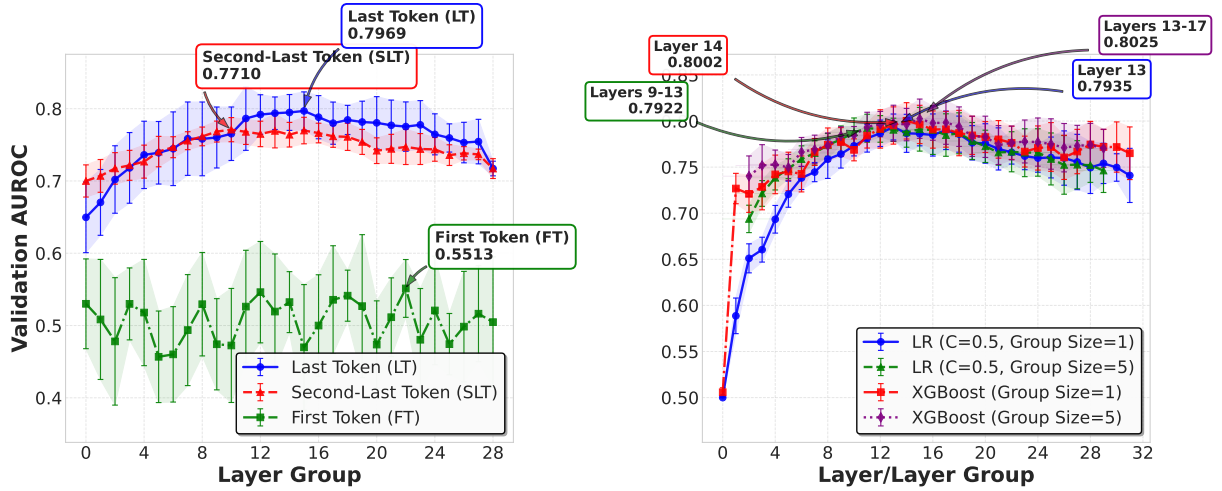 Last Token (LT)
0.7969
Second-Last Token (SLT)
0.7710
First Token (FT)
0.5513
Validation AUROC
0.8
0.7
0.6
0.5
0.4
Last Token (LT)
Second-Last Token (SLT)
First Token (FT)
0 4 8 12 16 20 24 28
Layer Group
Layers 13-17
0.8025
Layer 14
0.8002
Layer 13
0.7935
Layers 9-13
0.7922
0.85
0.80
0.75
0.70
0.65
0.60
0.55
0.50
LR (C=0.5, Group Size=1)
LR (C=0.5, Group Size=5)
XGBoost (Group Size=1)
XGBoost (Group Size=5)
0 4 8 12 16 20 24 28 32
Layer/Layer Group